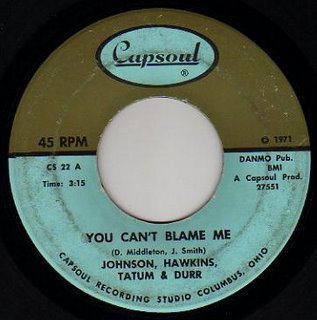 Capsoul
®
45 RPM
© 1971
CS 22 A
Time: 3:15
DANMO Pub.
BMI
A Capsoul Prod.
27551
YOU CAN'T BLAME ME
(D. Middleton, J. Smith)
JOHNSON, HAWKINS,
TATUM & DURR
CAPSOUL RECORDING STUDIO COLUMBUS, OHIO